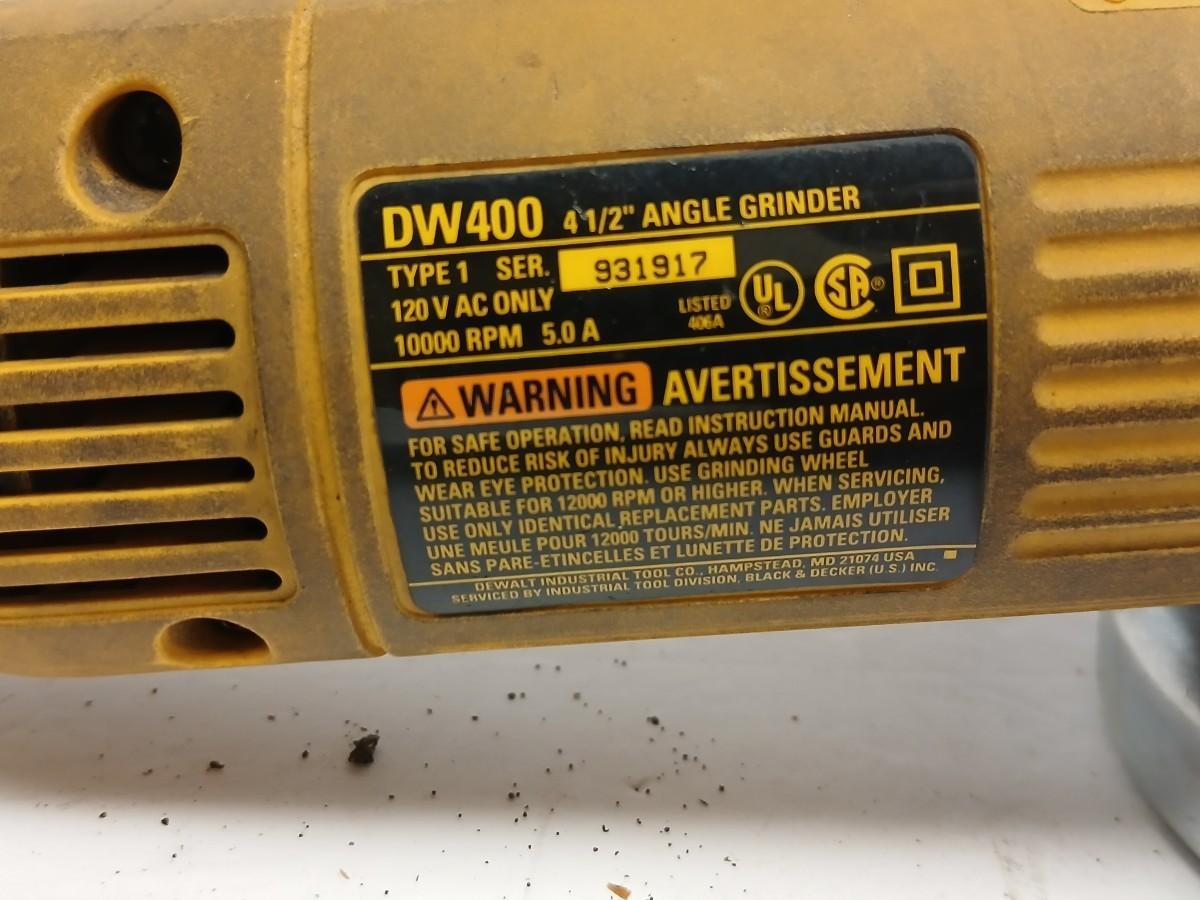 DW400 4 1/2" ANGLE GRINDER
TYPE 1 SER. 931917
120 V AC ONLY
10000 RPM 5.0 A
LISTED
406A
UL
®
SA®
WARNING AVERTISSEMENT
FOR SAFE OPERATION, READ INSTRUCTION MANUAL.
TO REDUCE RISK OF INJURY ALWAYS USE GUARDS AND
WEAR EYE PROTECTION. USE GRINDING WHEEL
SUITABLE FOR 12000 RPM OR HIGHER. WHEN SERVICING,
USE ONLY IDENTICAL REPLACEMENT PARTS. EMPLOYER
UNE MEULE POUR 12000 TOURS/MIN. NE JAMAIS UTILISER
SANS PARE-ETINCELLES ET LUNETTE DE PROTECTION.
DEWALT INDUSTRIAL TOOL CO., HAMPSTEAD, MD 21074 USA
SERVICED BY INDUSTRIAL TOOL DIVISION, BLACK & DECKER (U.S.) INC.